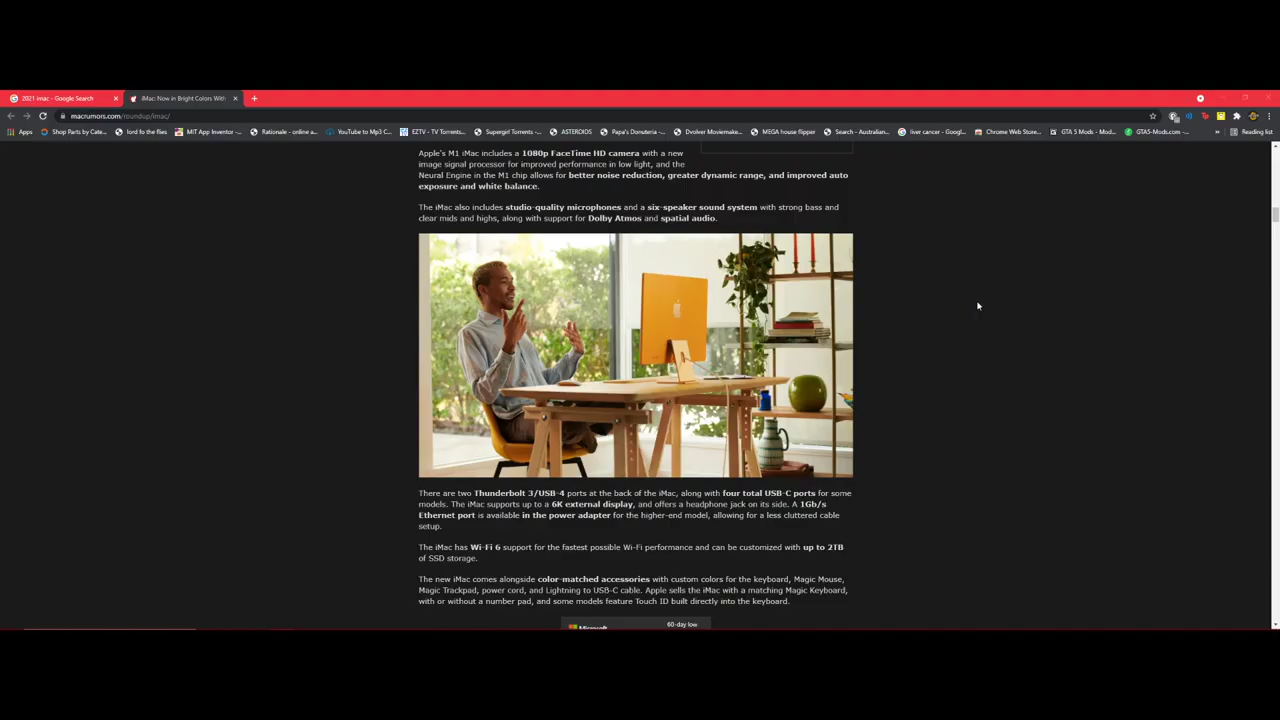 2021 imac - Google Search
iMac: Now in Bright Colors With
macrumors.com/roundup/imac/
Apps
Shop Parts by Cate...
lord fo the flies
MIT App Inventor -...
Rationale - online a...
YouTube to Mp3 C...
EZTV - TV Torrents...
Supergirl Torrents -...
ASTEROIDS
Papa's Donuteria -...
Dvolver Moviemake...
MEGA house flipper
Search - Australian...
liver cancer - Googl...
Chrome Web Store...
GTA 5 Mods - Mod...
GTA5-Mods.com -...
»
Reading list
Apple's M1 iMac includes a 1080p FaceTime HD camera with a new
image signal processor for improved performance in low light, and the
Neural Engine in the M1 chip allows for better noise reduction, greater dynamic range, and improved auto
exposure and white balance.
The iMac also includes studio-quality microphones and a six-speaker sound system with strong bass and
clear mids and highs, along with support for Dolby Atmos and spatial audio.
There are two Thunderbolt 3/USB-4 ports at the back of the iMac, along with four total USB-C ports for some
models. The iMac supports up to a 6K external display, and offers a headphone jack on its side. A 1Gb/s
Ethernet port is available in the power adapter for the higher-end model, allowing for a less cluttered cable
setup.
The iMac has Wi-Fi 6 support for the fastest possible Wi-Fi performance and can be customized with up to 2TB
of SSD storage.
The new iMac comes alongside color-matched accessories with custom colors for the keyboard, Magic Mouse,
Magic Trackpad, power cord, and Lightning to USB-C cable. Apple sells the iMac with a matching Magic Keyboard,
with or without a number pad, and some models feature Touch ID built directly into the keyboard.
Microsoft
60-day low